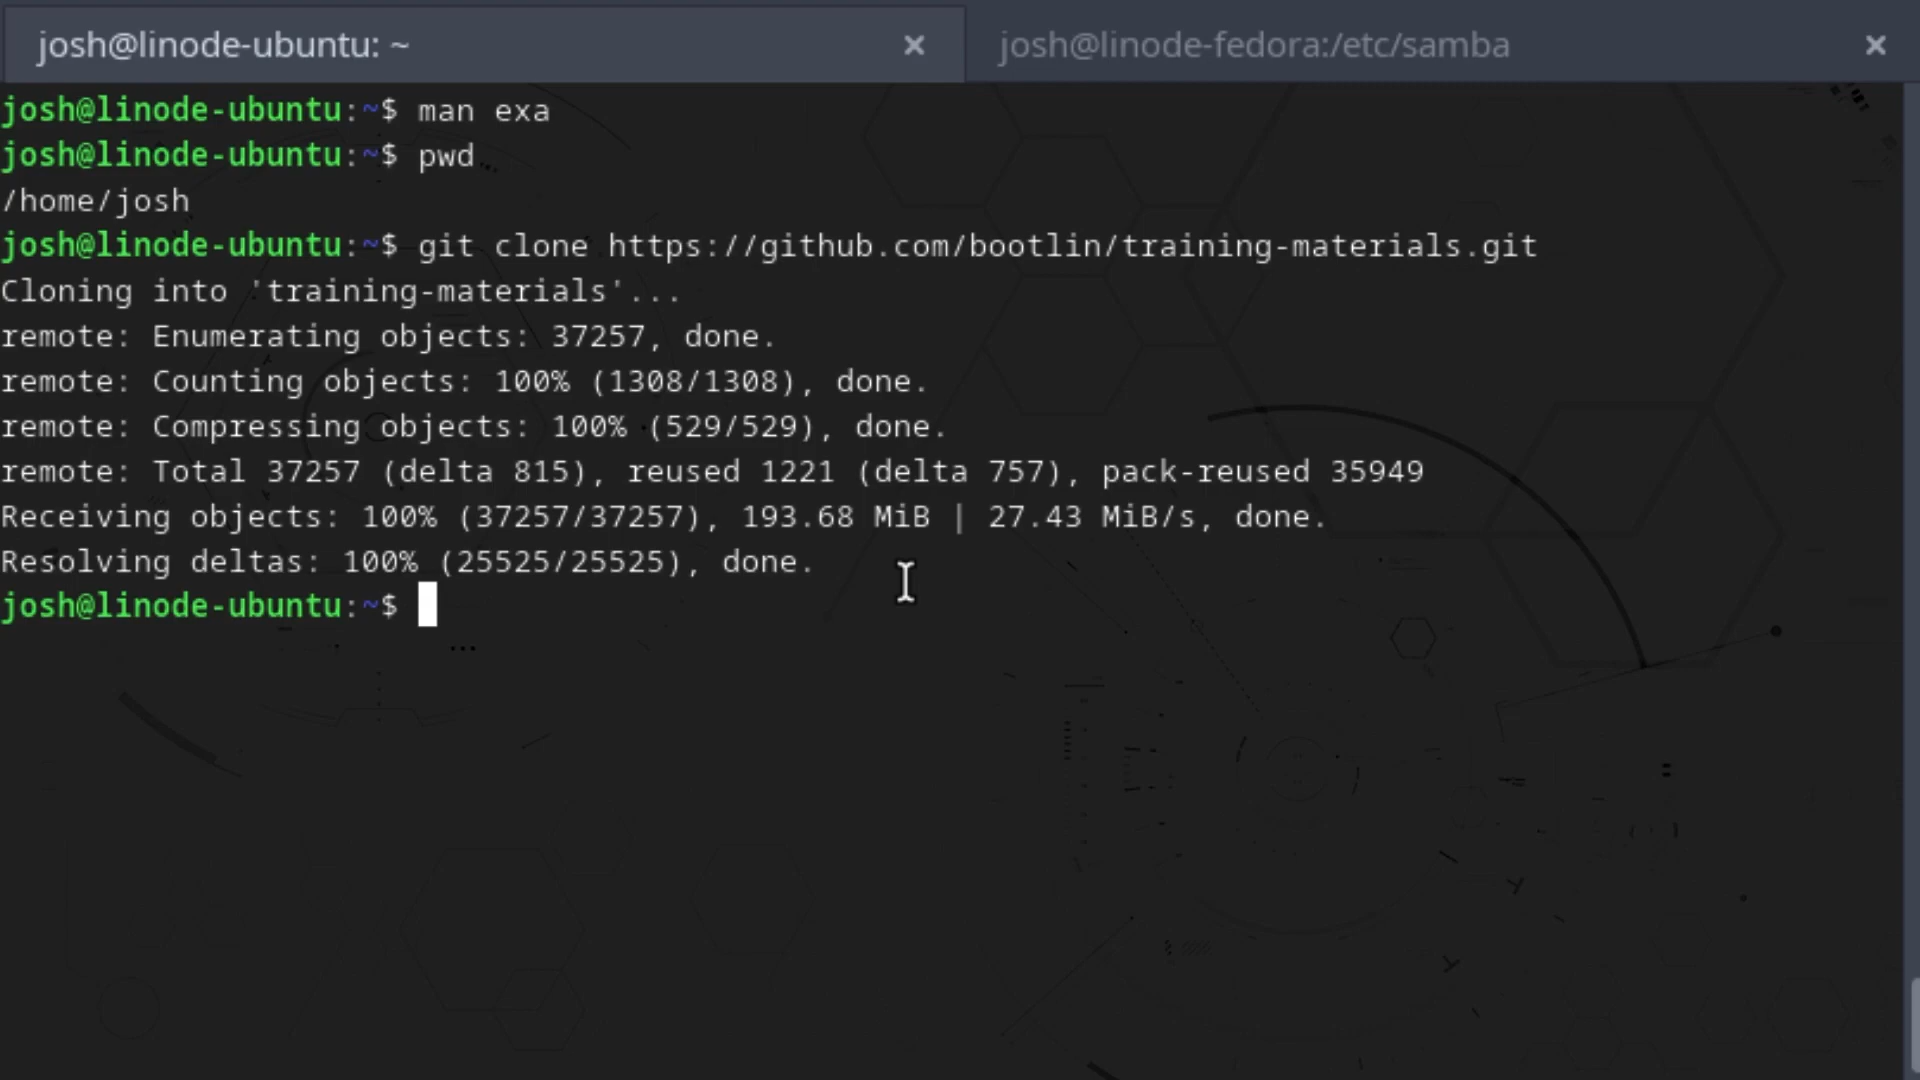 josh@linode-ubuntu: ~ × josh@linode-fedora:/etc/samba ×
josh@linode-ubuntu:~$ man exa
josh@linode-ubuntu:~$ pwd
/home/josh
josh@linode-ubuntu:~$ git clone https://github.com/bootlin/training-materials.git
Cloning into 'training-materials'...
remote: Enumerating objects: 37257, done.
remote: Counting objects: 100% (1308/1308), done.
remote: Compressing objects: 100% (529/529), done.
remote: Total 37257 (delta 815), reused 1221 (delta 757), pack-reused 35949
Receiving objects: 100% (37257/37257), 193.68 MiB | 27.43 MiB/s, done.
Resolving deltas: 100% (25525/25525), done.
josh@linode-ubuntu:~$